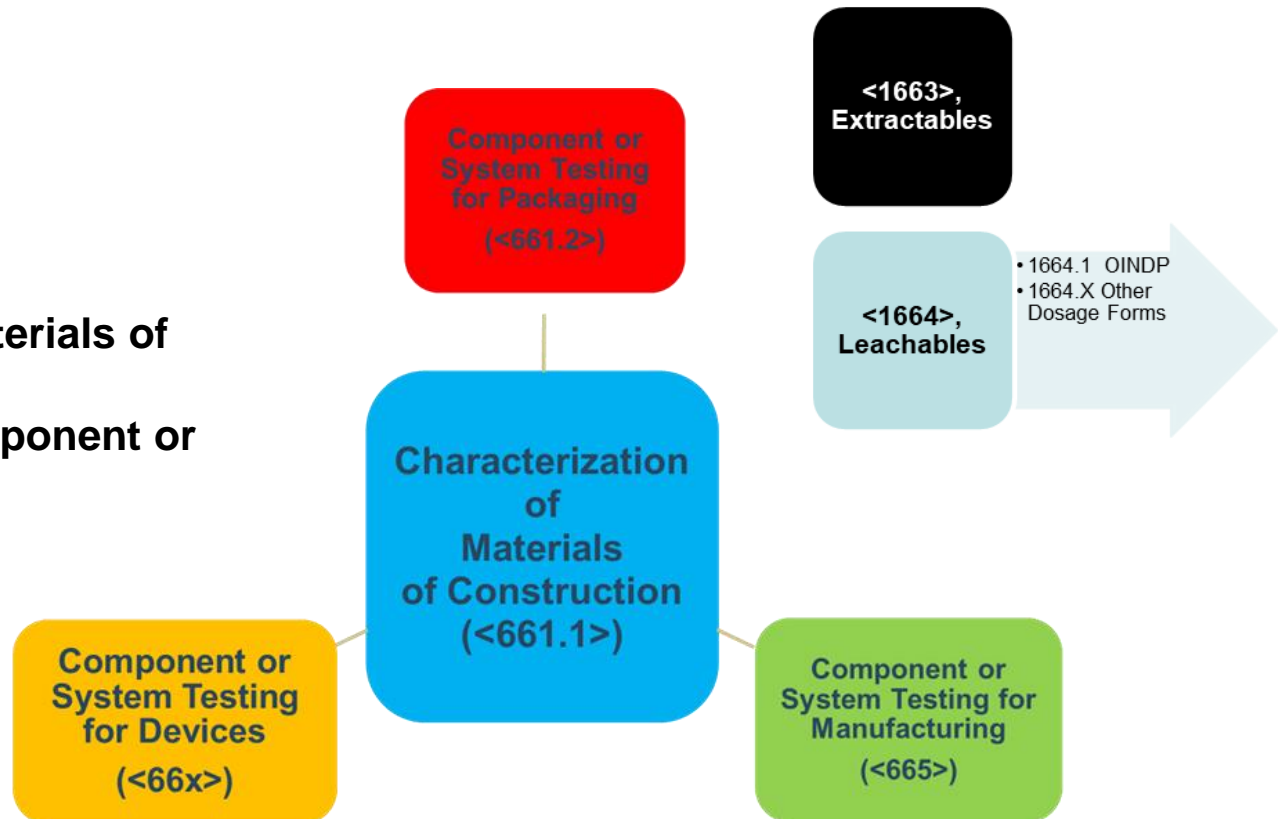 <1663>,
Extractables
Component or
System Testing
for Packaging
(<661.2>)
<1664>,
Leachables
• 1664.1 OINDP
• 1664.X Other
Dosage Forms
terials of
ponent or
Characterization
of
Materials
of Construction
(<661.1>)
Component or
System Testing
for Devices
(<66x>)
Component or
System Testing for
Manufacturing
(<665>)